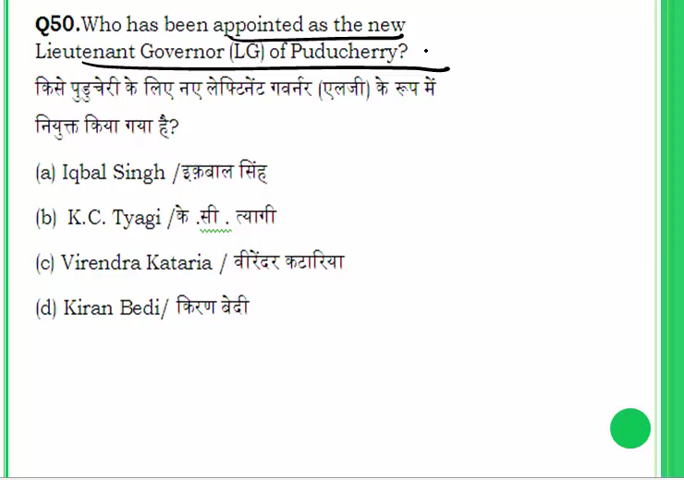 Q50.Who has been appointed as the new
Lieutenant Governor (LG) of Puducherry?
किसे पुडुचेरी के लिए नए लेफ्टिनेंट गवर्नर (एलजी) के रूप में
नियुक्त किया गया है?
(a) Iqbal Singh /इक़बाल सिंह
(b) K.C. Tyagi /के .सी . त्यागी
(c) Virendra Kataria / वीरेंदर कटारिया
(d) Kiran Bedi/ किरण बेदी